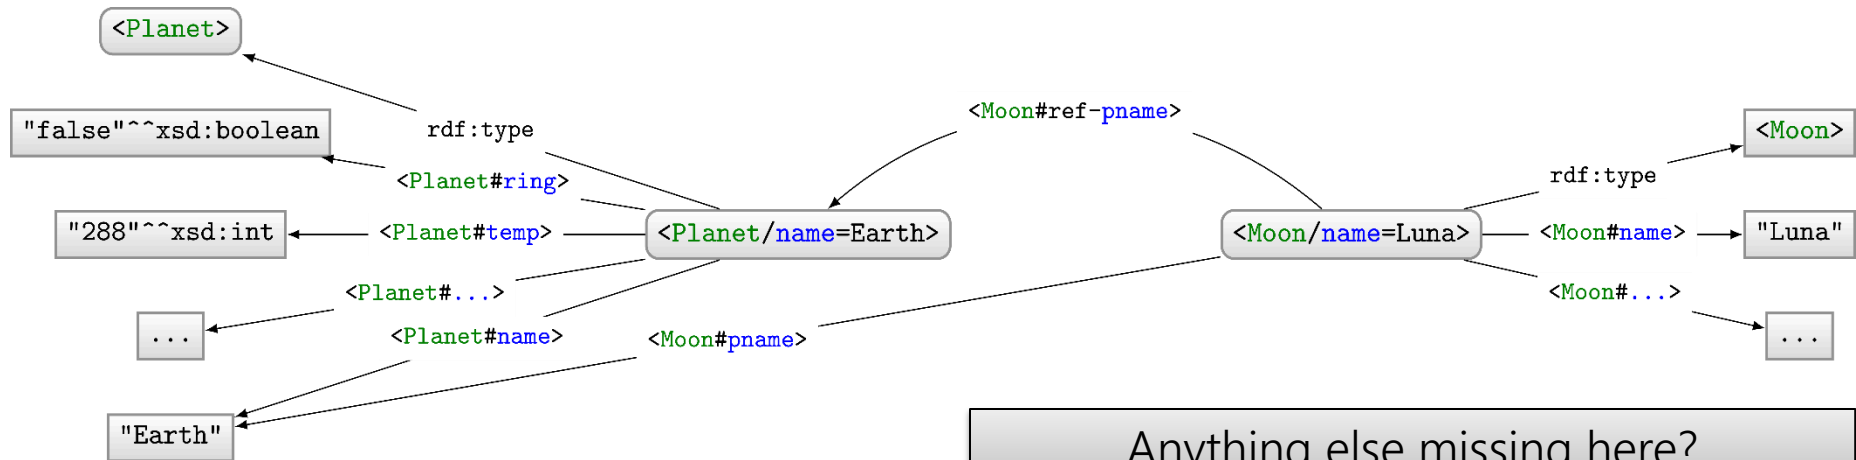 <Planet>
"false"^^xsd:boolean
rdf:type
<Planet#ring>
"288"^^xsd:int
<Planet#temp>
<Planet/name=Earth>
<Planet#...>
...
<Planet#name>
"Earth"
<Moon#ref-pname>
<Moon#pname>
<Moon/name=Luna>
rdf:type
<Moon>
<Moon#name>
"Luna"
<Moon#...>
...
Anything else missing here?